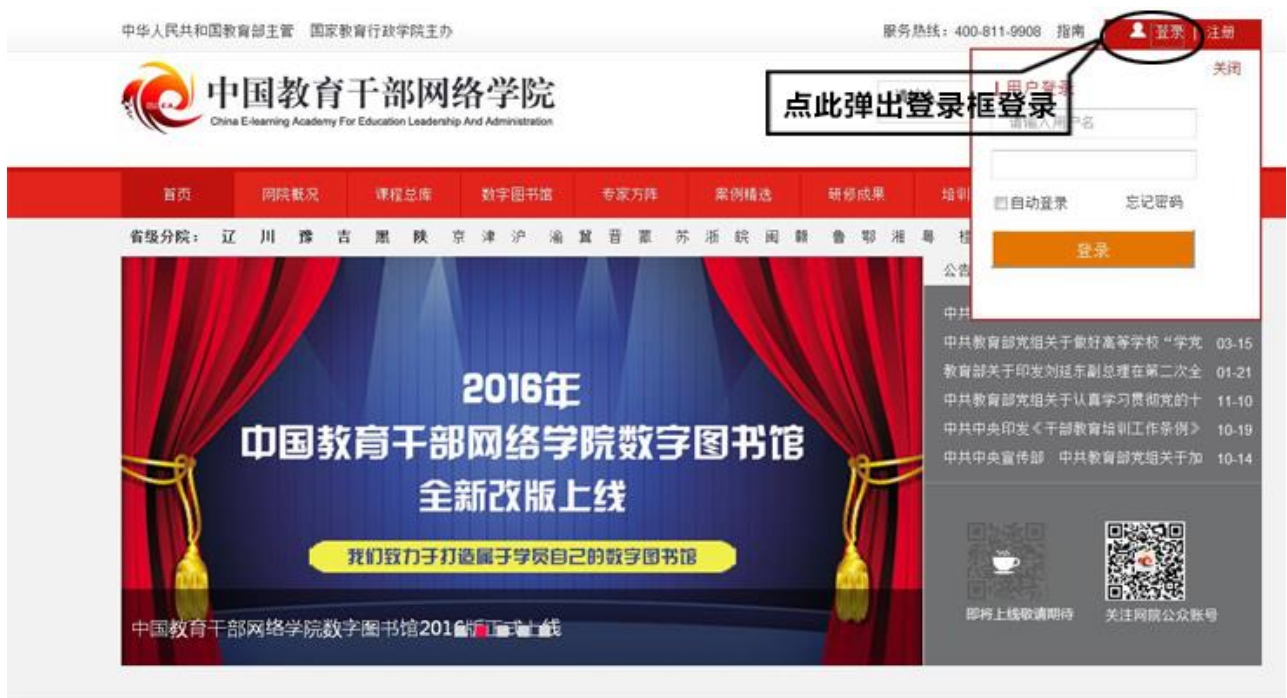 中华人民共和国教育部主管 国家教育行政学院主办
服务热线：400-811-9908 指南
登录 | 注册
中国教育干部网络学院
China E-learning Academy For Education Leadership And Administration
点此弹出登录框登录
关闭
用户登录
请输入用户名
自动登录 忘记密码
登录
首页 网院概况 课程总库 数字图书馆 专家方阵 案例精选 研修成果 培训
省级分院： 辽 川 豫 吉 黑 陕 京 津 沪 渝 冀 晋 蒙 苏 浙 皖 闽 赣 鲁 鄂 湘 粤
公告
中共
中共教育部党组关于做好高等学校“学党 03-15
教育部关于印发刘延东副总理在第二次全 01-21
中共教育部党组关于认真学习贯彻党的十 11-10
中共中央印发《干部教育培训工作条例》 10-19
中共中央宣传部 中共教育部党组关于加 10-14
2016年
中国教育干部网络学院数字图书馆
全新改版上线
我们致力于打造属于学员自己的数字图书馆
中国教育干部网络学院数字图书馆2016版正式上线
即将上线敬请期待
关注网院公众账号